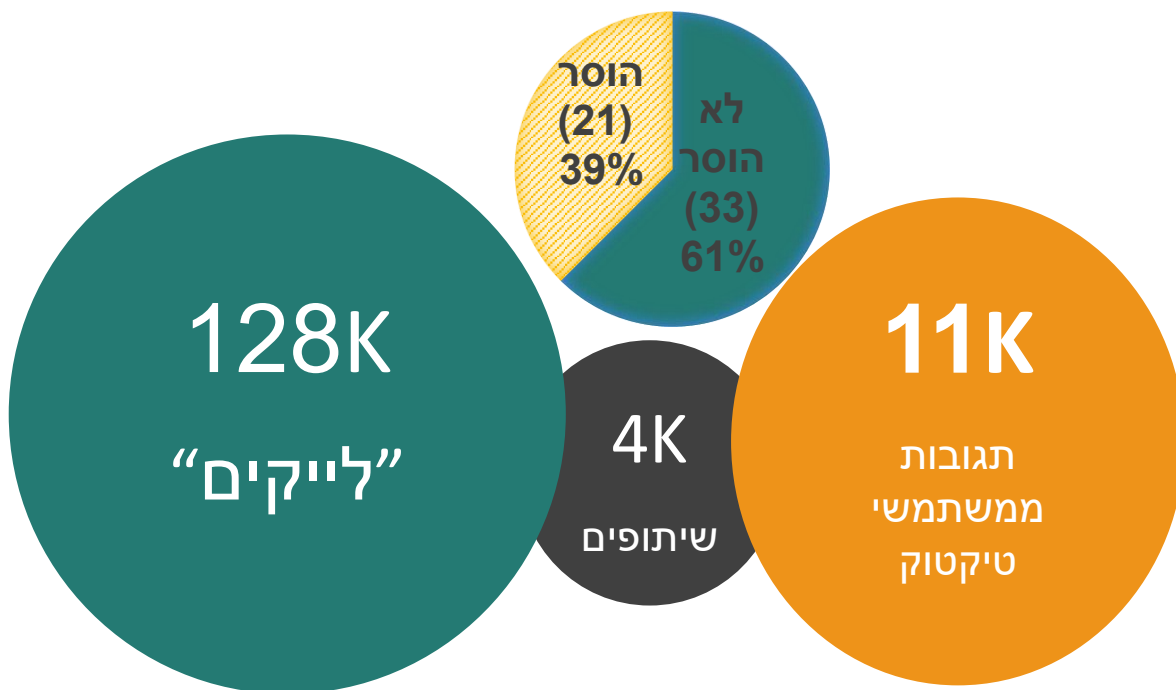 הוסר
(21)
39%
לא
הוסר
(33)
61%
128K
”לייקים“
4K
שיתופים
11K
תגובות
ממשתמשי
טיקטוק